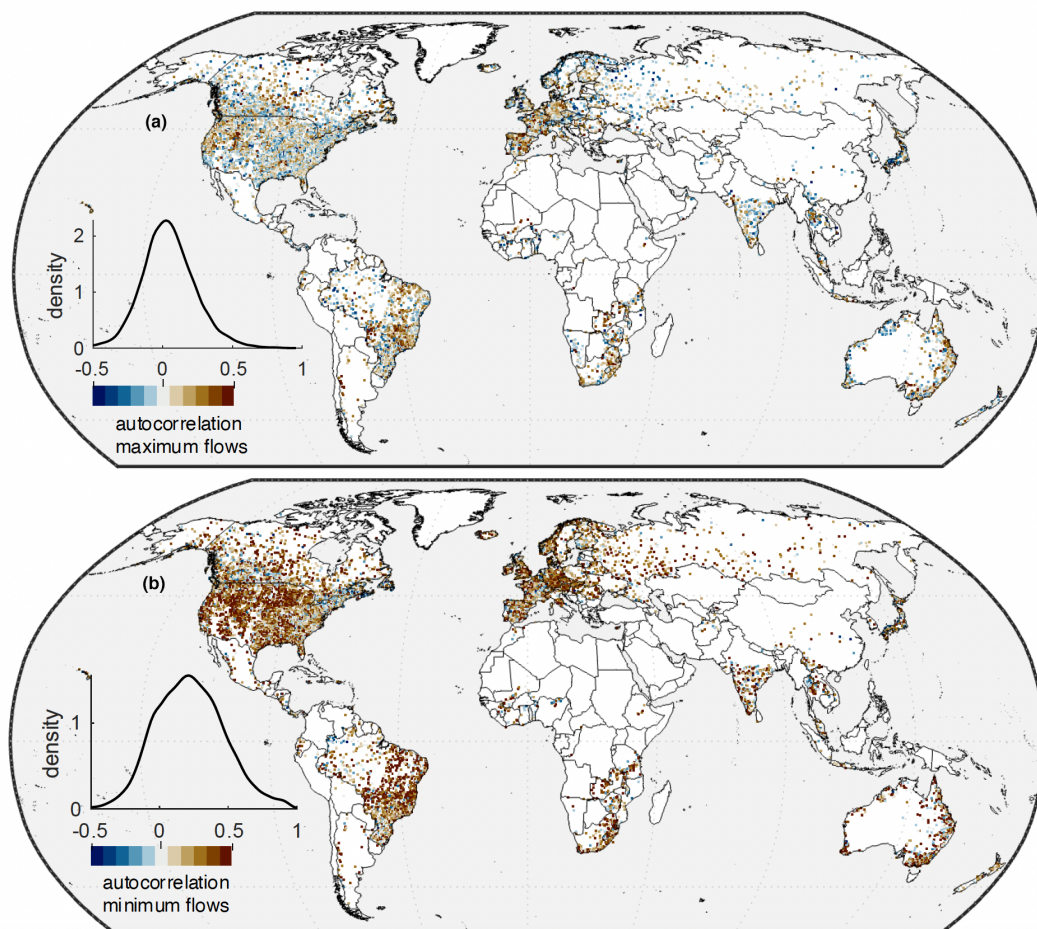 (a)
2
density
1
0
-0.5 0 0.5 1
autocorrelation
maximum flows
(b)
density
1
0
-0.5 0 0.5 1
autocorrelation
minimum flows